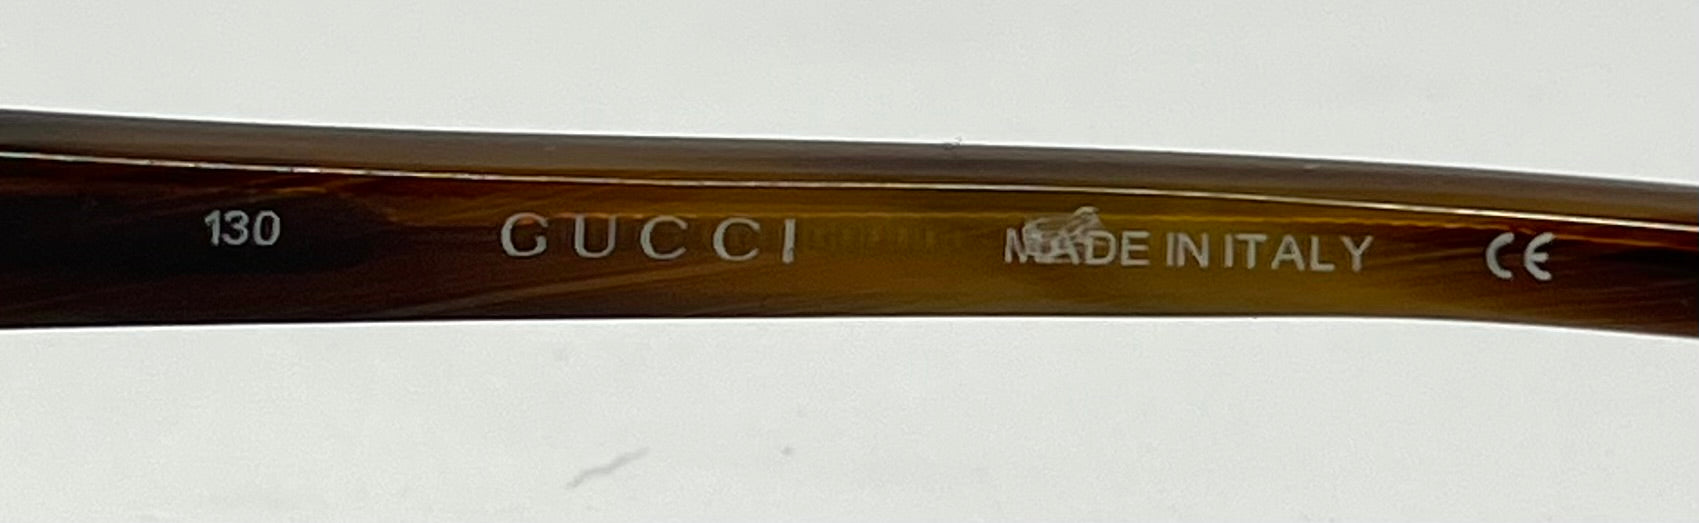 130 GUCCI MADE IN ITALY CE